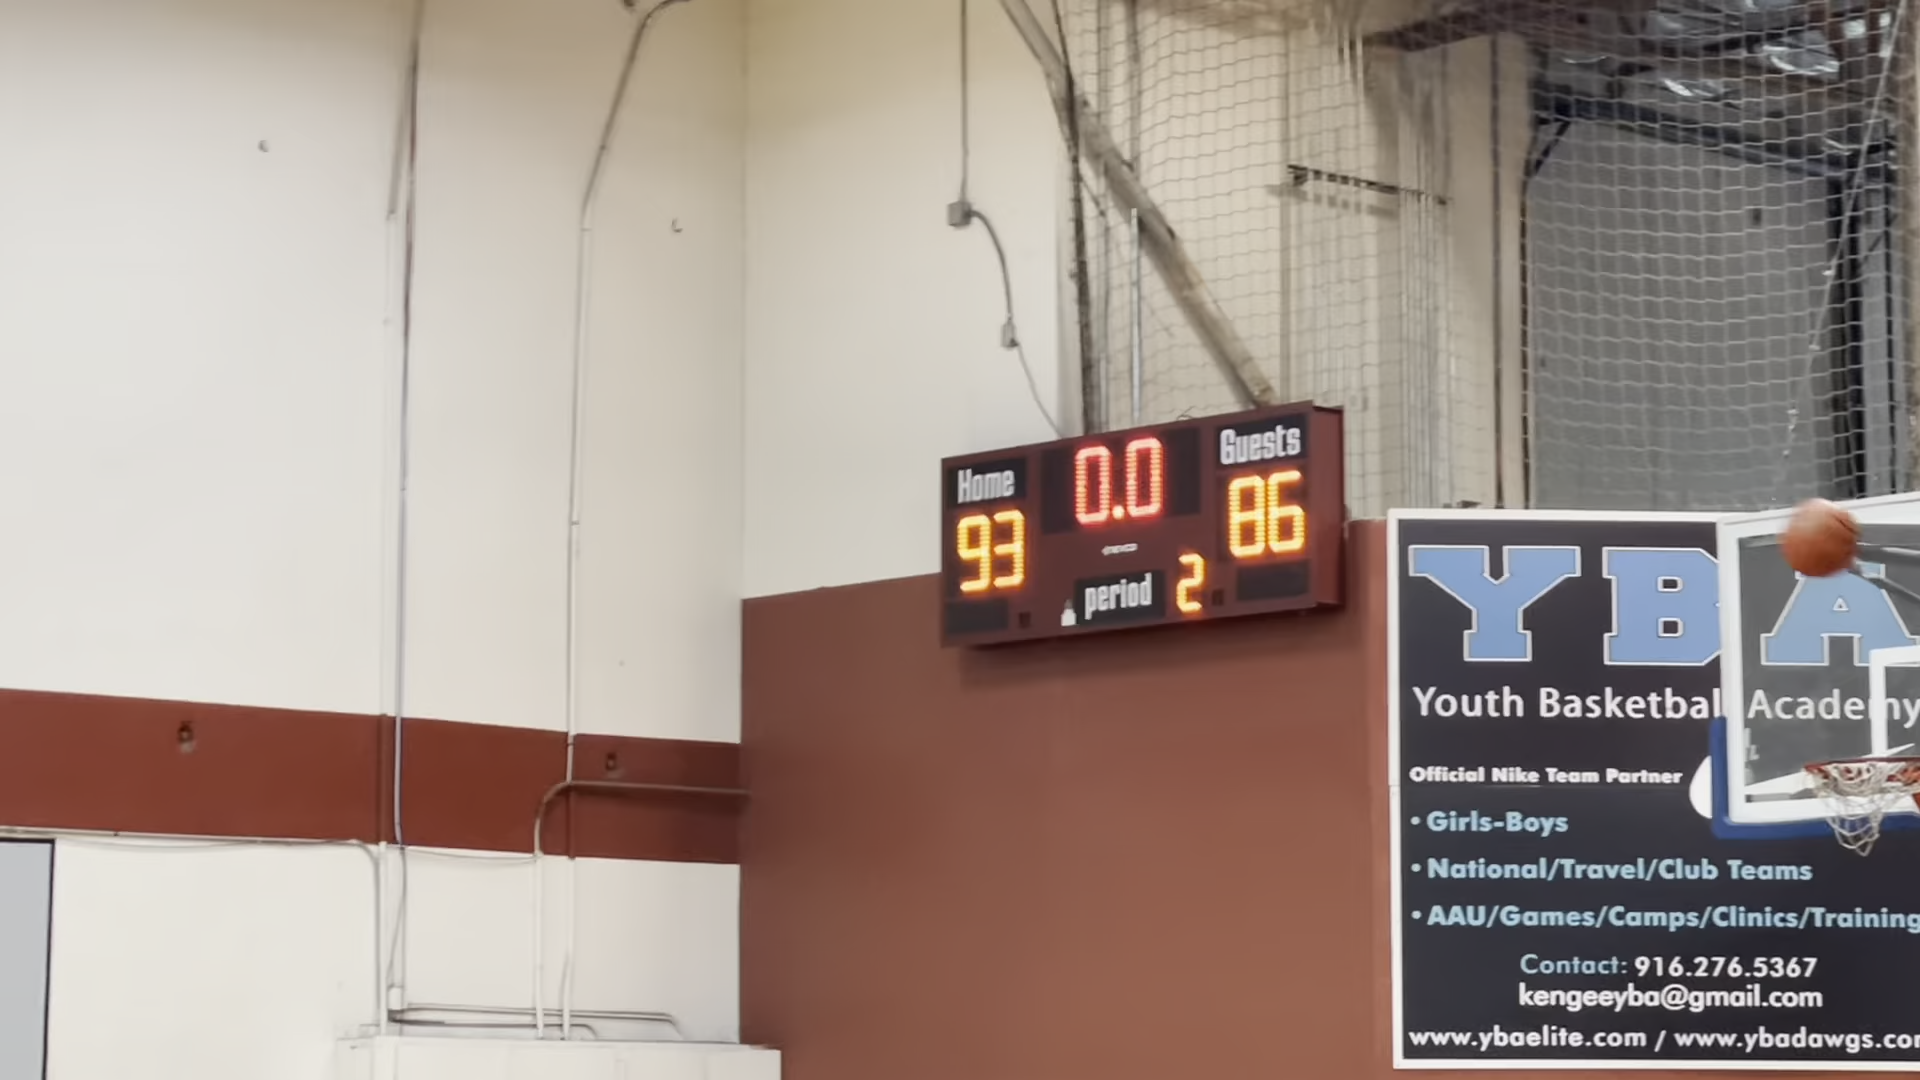 Home
0.0
Guests
93
86
period 2
YBA
Youth Basketball Academy
Official Nike Team Partner
• Girls-Boys
• National/Travel/Club Teams
• AAU/Games/Camps/Clinics/Training
Contact: 916.276.5367
kengeeyba@gmail.com
www.ybaelite.com / www.ybadawgs.com